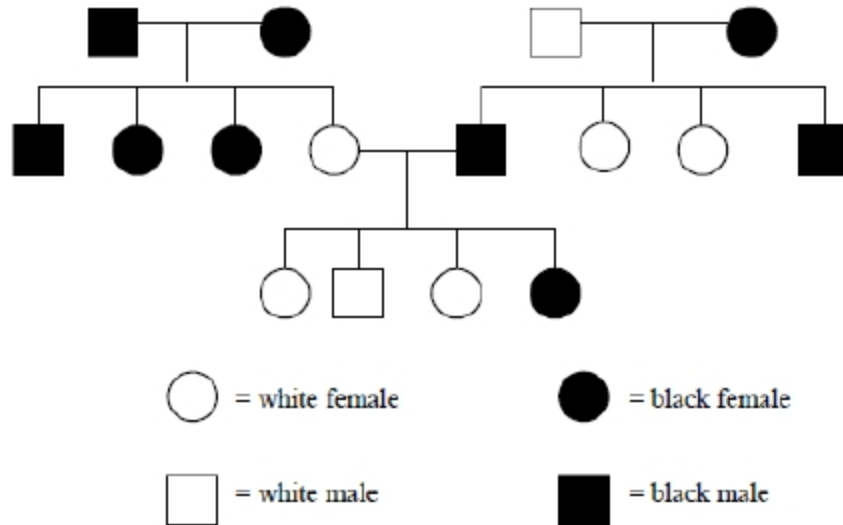 = white female
= black female
= white male
= black male